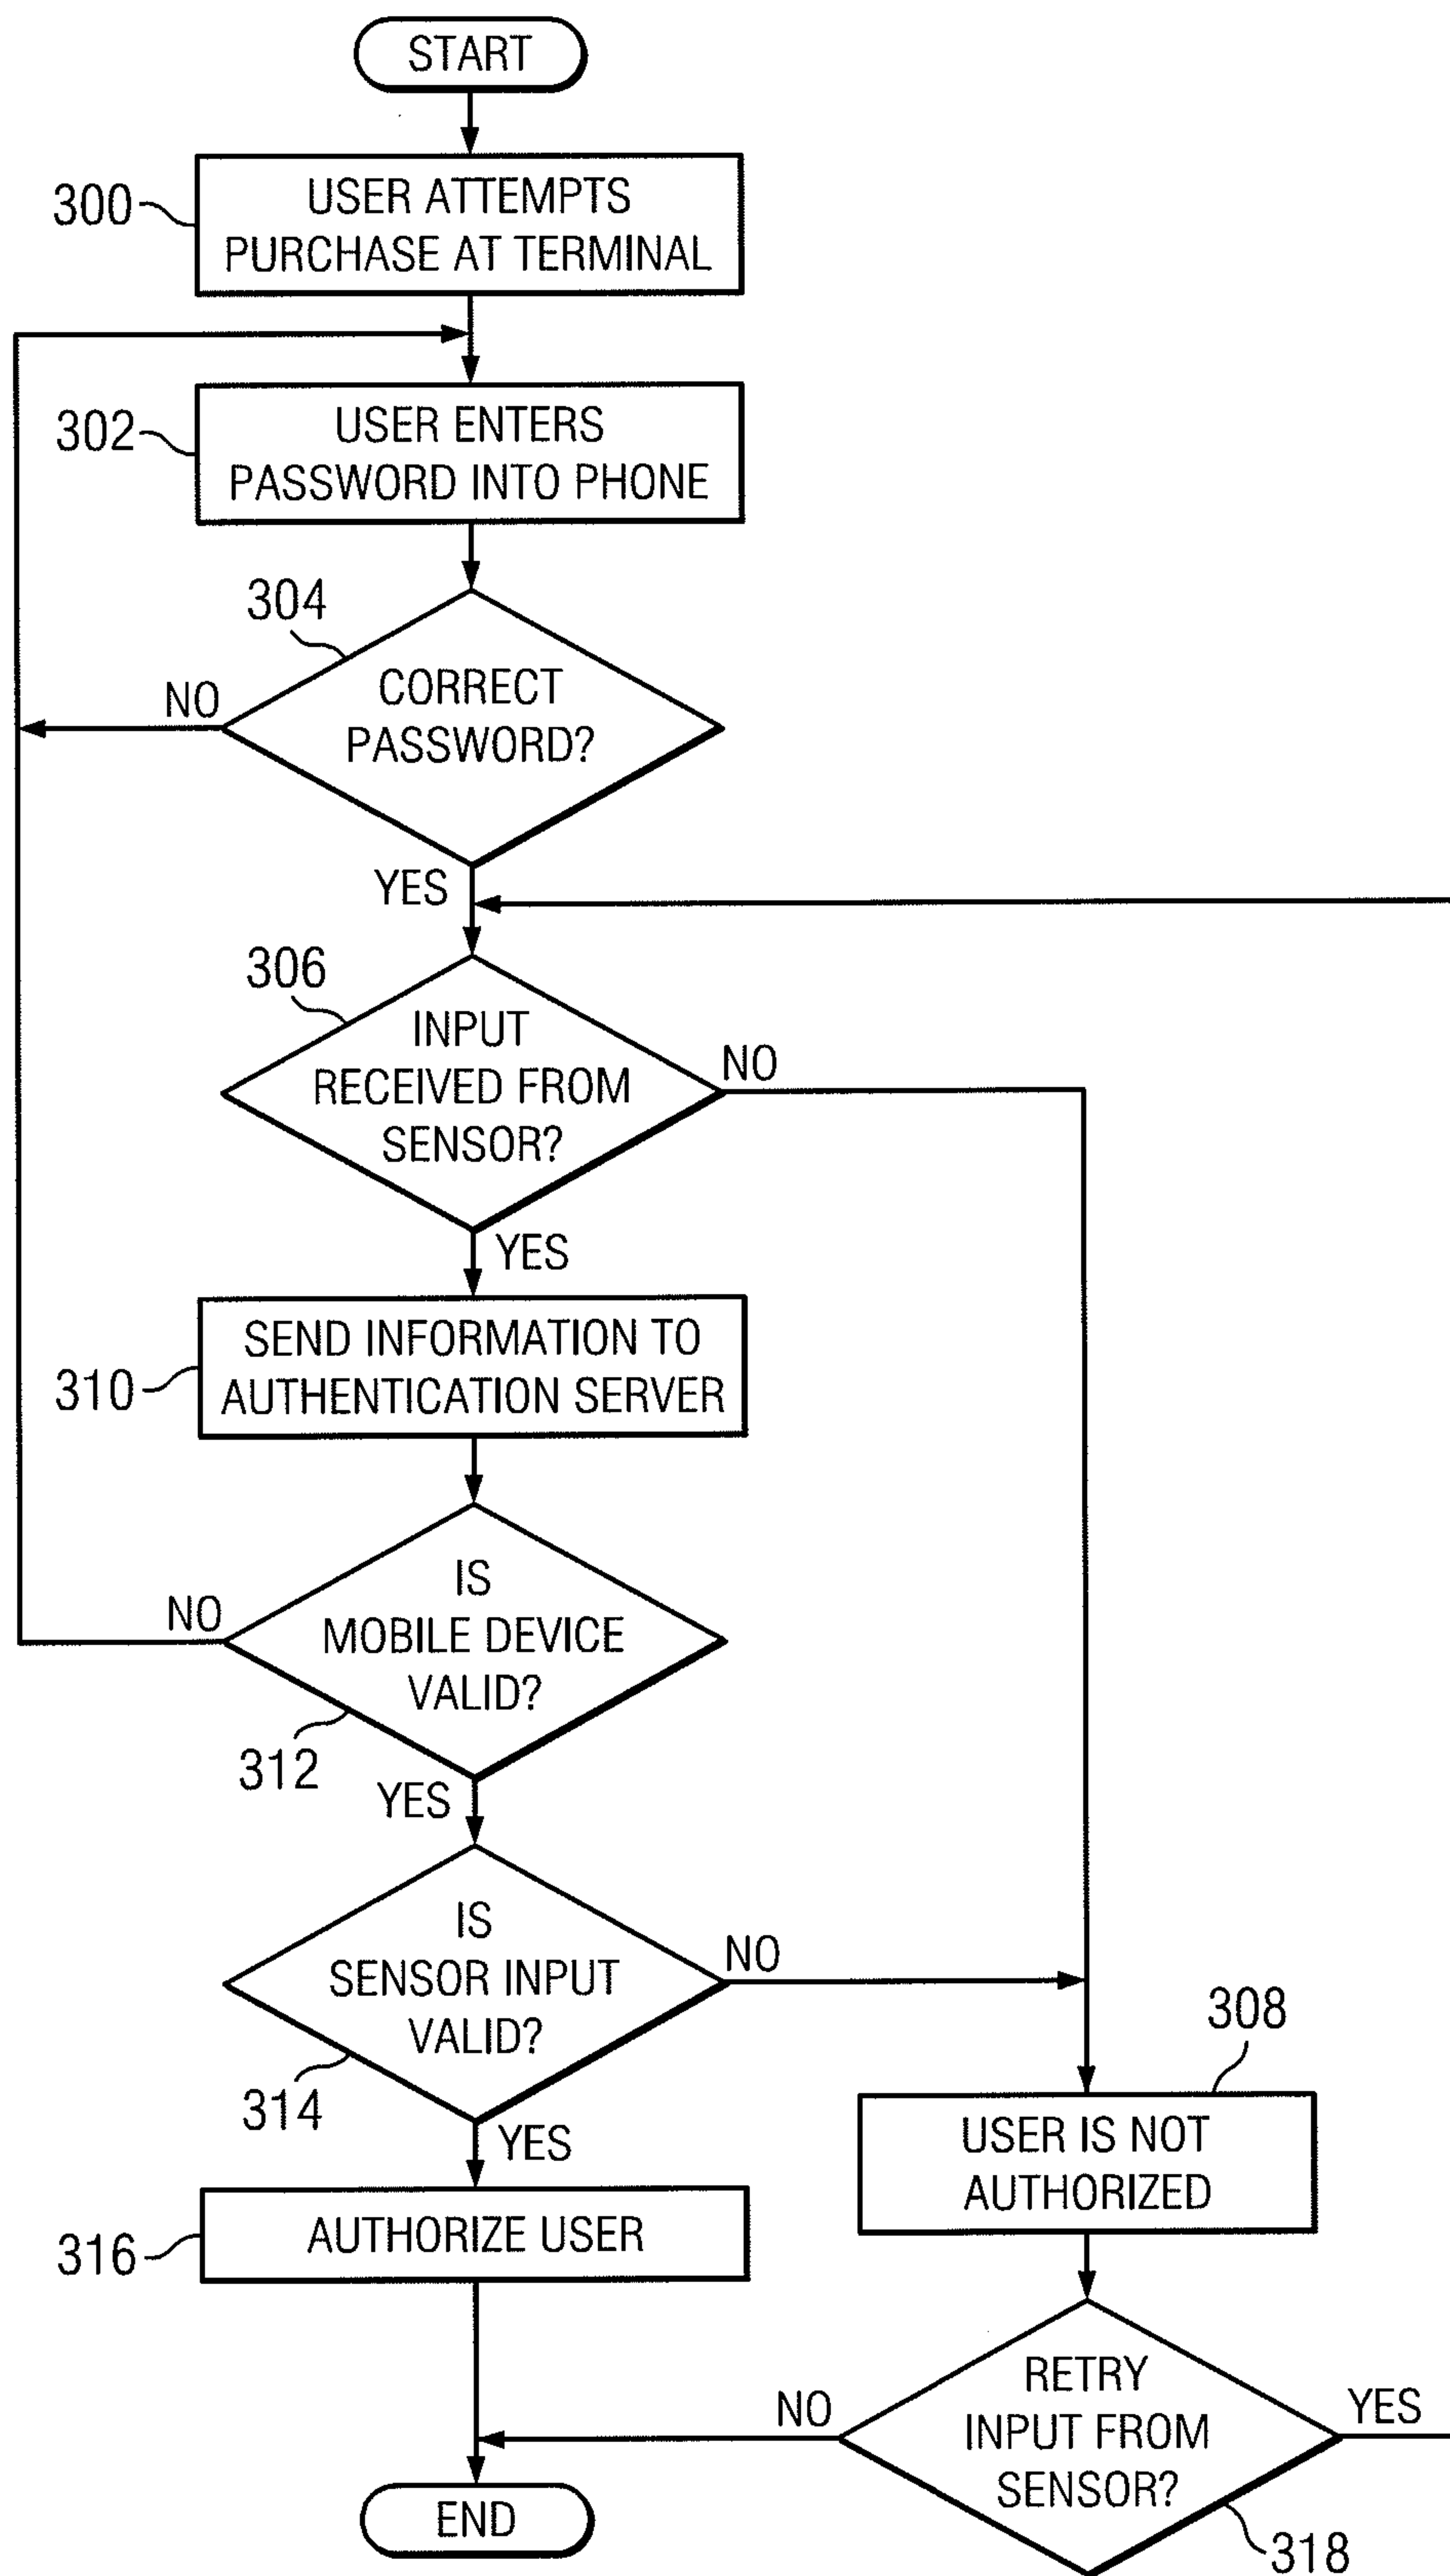 START
300
USER ATTEMPTS
PURCHASE AT TERMINAL
302
USER ENTERS
PASSWORD INTO PHONE
304
CORRECT
PASSWORD?
NO
YES
306
INPUT
RECEIVED FROM
SENSOR?
NO
YES
310
SEND INFORMATION TO
AUTHENTICATION SERVER
IS
MOBILE DEVICE
VALID?
NO
312
YES
IS
SENSOR INPUT
VALID?
NO
314
YES
308
USER IS NOT
AUTHORIZED
316
AUTHORIZE USER
RETRY
INPUT FROM
SENSOR?
NO
YES
318
END